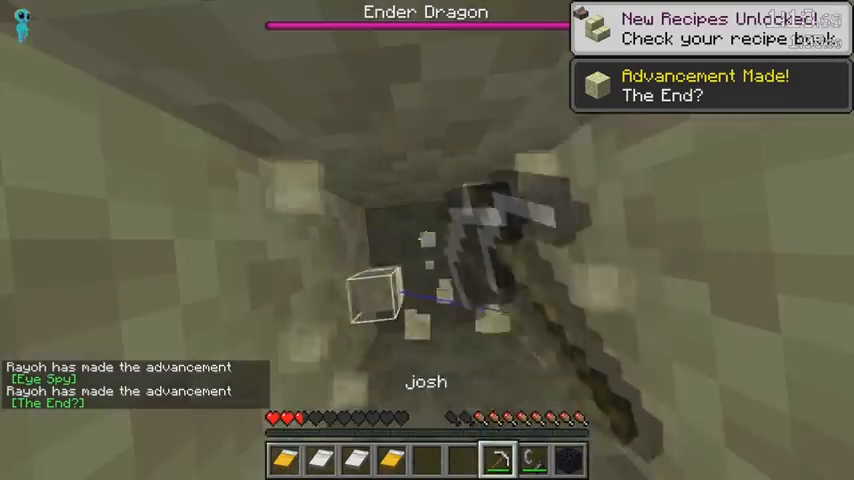 Ender Dragon
New Recipes Unlocked!
Check your recipe book
Advancement Made!
The End?
Rayoh has made the advancement
[Eye Spy]
Rayoh has made the advancement
[The End?]
josh